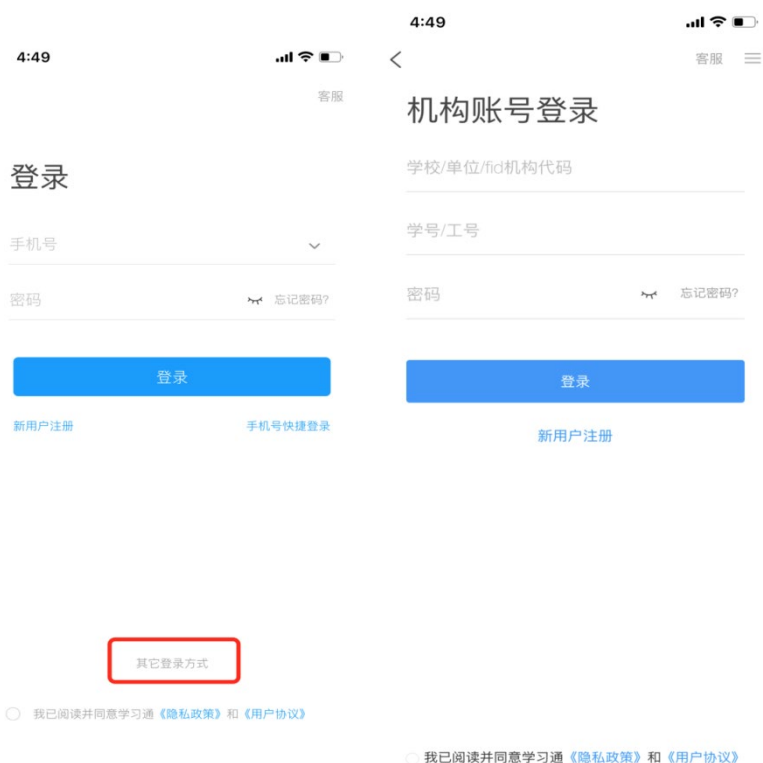 4:49
客服
登录
手机号
密码
忘记密码?
登录
新用户注册
手机号快捷登录
其它登录方式
我已阅读并同意学习通《隐私政策》和《用户协议》
4:49
客服
机构账号登录
学校/单位/fid机构代码
学号/工号
密码
忘记密码?
登录
新用户注册
我已阅读并同意学习通《隐私政策》和《用户协议》